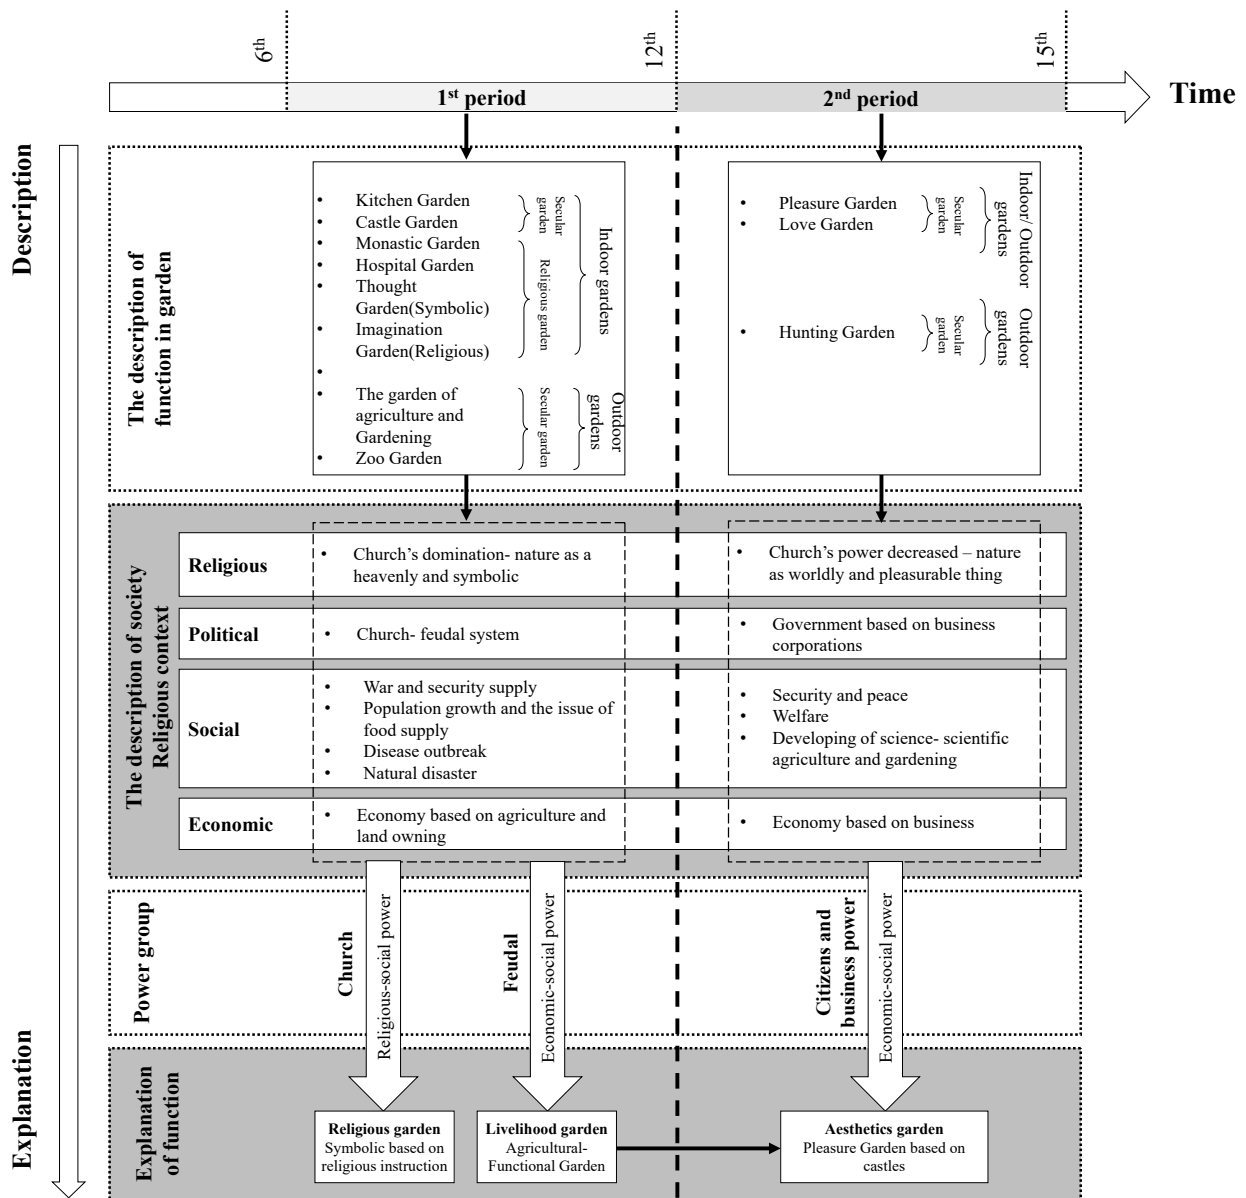 6th
12th
15th
1st period
2nd period
Time
Description
Explanation
The description of
function in garden
• Kitchen Garden
• Castle Garden
• Monastic Garden
• Hospital Garden
• Thought
Garden(Symbolic)
• Imagination
Garden(Religious)
•
• The garden of
agriculture and
Gardening
• Zoo Garden
Secular
garden
Religious garden
Indoor gardens
Secular garden
Outdoor
gardens
• Pleasure Garden
• Love Garden
• Hunting Garden
Secular
garden
Indoor/ Outdoor
gardens
Secular
garden
Outdoor
gardens
The description of society
Religious context
Religious
• Church's domination- nature as a
heavenly and symbolic
• Church's power decreased – nature
as worldly and pleasurable thing
Political
• Church- feudal system
• Government based on business
corporations
Social
• War and security supply
• Population growth and the issue of
food supply
• Disease outbreak
• Natural disaster
• Security and peace
• Welfare
• Developing of science- scientific
agriculture and gardening
Economic
• Economy based on agriculture and
land owning
• Economy based on business
Power group
Church
Religious-social power
Feudal
Economic-social power
Citizens and
business power
Economic-social power
Explanation
of function
Religious garden
Symbolic based on
religious instruction
Livelihood garden
Agricultural-
Functional Garden
Aesthetics garden
Pleasure Garden based on
castles